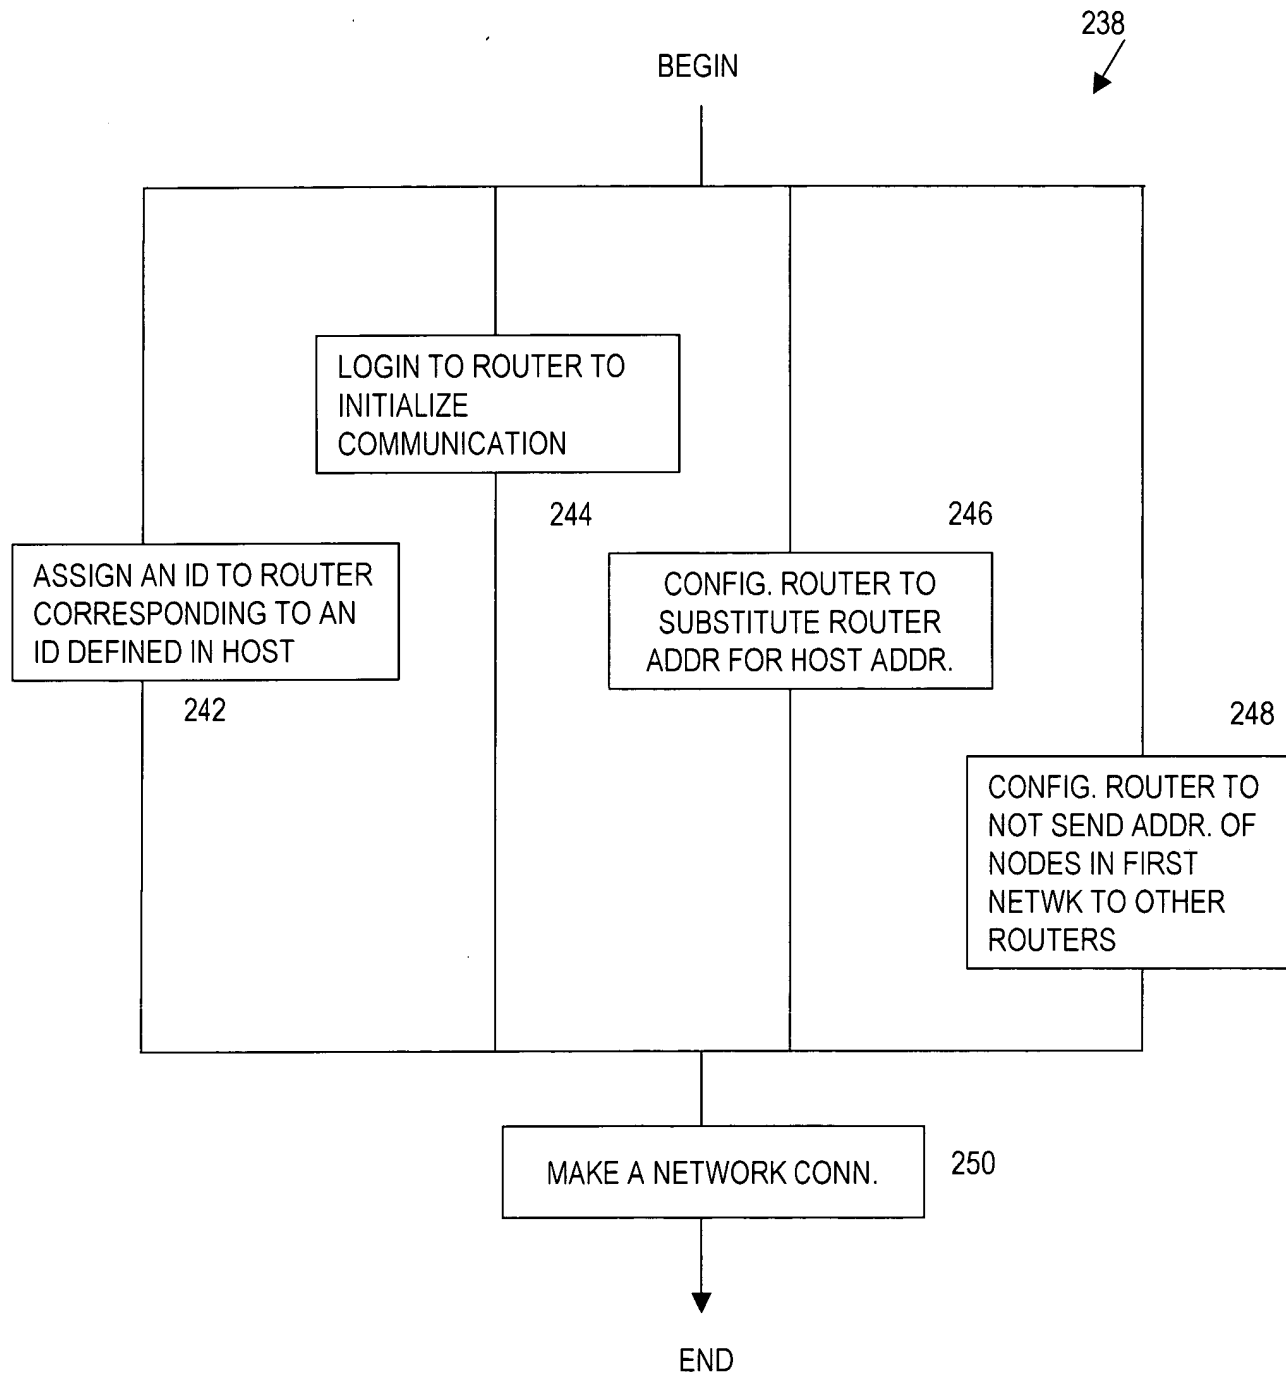 238
BEGIN
LOGIN TO ROUTER TO
INITIALIZE
COMMUNICATION
244
246
ASSIGN AN ID TO ROUTER
CORRESPONDING TO AN
ID DEFINED IN HOST
242
CONFIG. ROUTER TO
SUBSTITUTE ROUTER
ADDR FOR HOST ADDR.
248
CONFIG. ROUTER TO
NOT SEND ADDR. OF
NODES IN FIRST
NETWK TO OTHER
ROUTERS
MAKE A NETWORK CONN.
250
END